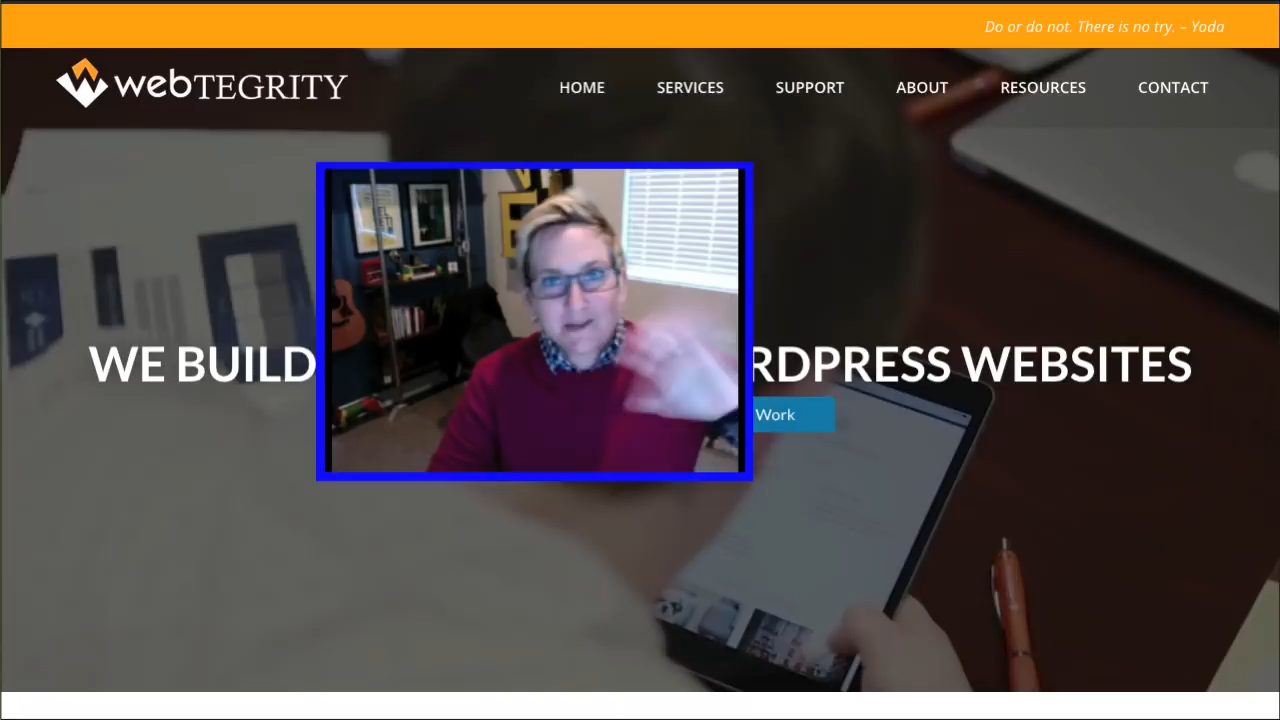 Do or do not. There is no try. – Yoda
webTEGRITY
HOME SERVICES SUPPORT ABOUT RESOURCES CONTACT
WE BUILD RDPRESS WEBSITES
Work